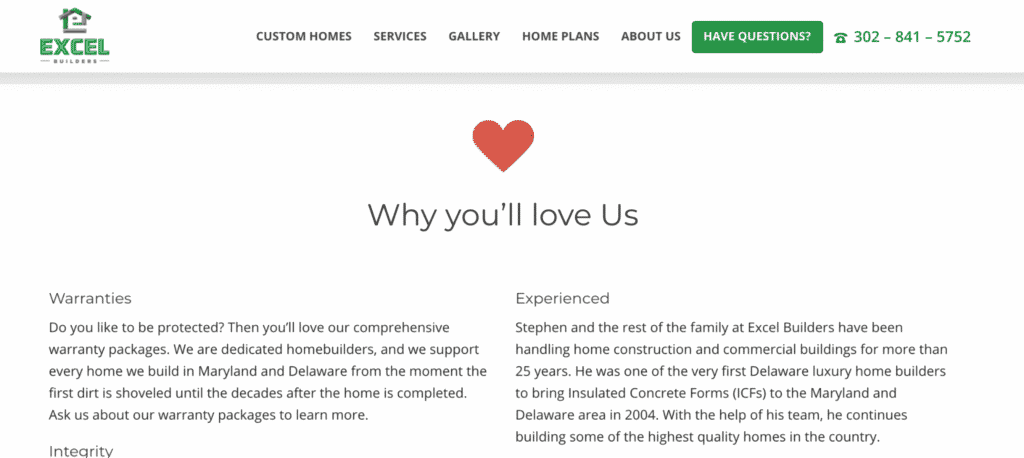 EXCEL
BUILDERS
CUSTOM HOMES SERVICES GALLERY HOME PLANS ABOUT US HAVE QUESTIONS? 302 – 841 – 5752
Why you’ll love Us
Warranties
Do you like to be protected? Then you’ll love our comprehensive
warranty packages. We are dedicated homebuilders, and we support
every home we build in Maryland and Delaware from the moment the
first dirt is shoveled until the decades after the home is completed.
Ask us about our warranty packages to learn more.
Integrity
Experienced
Stephen and the rest of the family at Excel Builders have been
handling home construction and commercial buildings for more than
25 years. He was one of the very first Delaware luxury home builders
to bring Insulated Concrete Forms (ICFs) to the Maryland and
Delaware area in 2004. With the help of his team, he continues
building some of the highest quality homes in the country.